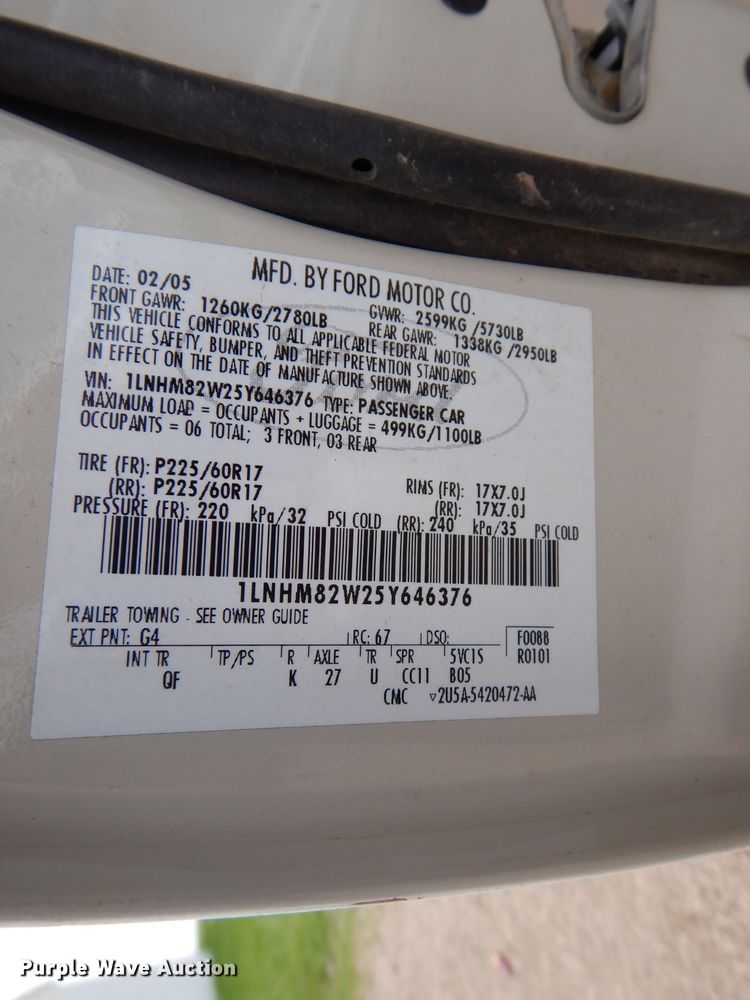 MFD. BY FORD MOTOR CO.
DATE: 02/05
GVWR: 2599KG /5730LB
FRONT GAWR: 1260KG/2780LB
REAR GAWR: 1338KG /2950LB
THIS VEHICLE CONFORMS TO ALL APPLICABLE FEDERAL MOTOR
VEHICLE SAFETY, BUMPER, AND THEFT PREVENTION STANDARDS
IN EFFECT ON THE DATE OF MANUFACTURE SHOWN ABOVE.
VIN: 1LNHM82W25Y646376 TYPE: PASSENGER CAR
MAXIMUM LOAD = OCCUPANTS + LUGGAGE = 499KG/1100LB
OCCUPANTS = 06 TOTAL; 3 FRONT, 03 REAR
TIRE (FR): P225/60R17 RIMS (FR): 17X7.0J
(RR): P225/60R17 (RR): 17X7.0J
PRESSURE (FR): 220 kPa/32 PSI COLD (RR): 240 kPa/35 PSI COLD
1LNHM82W25Y646376
TRAILER TOWING - SEE OWNER GUIDE
EXT PNT: G4 RC: 67 DSO: F0088
INT TR TP/PS R AXLE TR SPR 5VC1S R0101
QF K 27 U CC11 B05
CMC ▽2U5A-5420472-AA
Purple Wave Auction